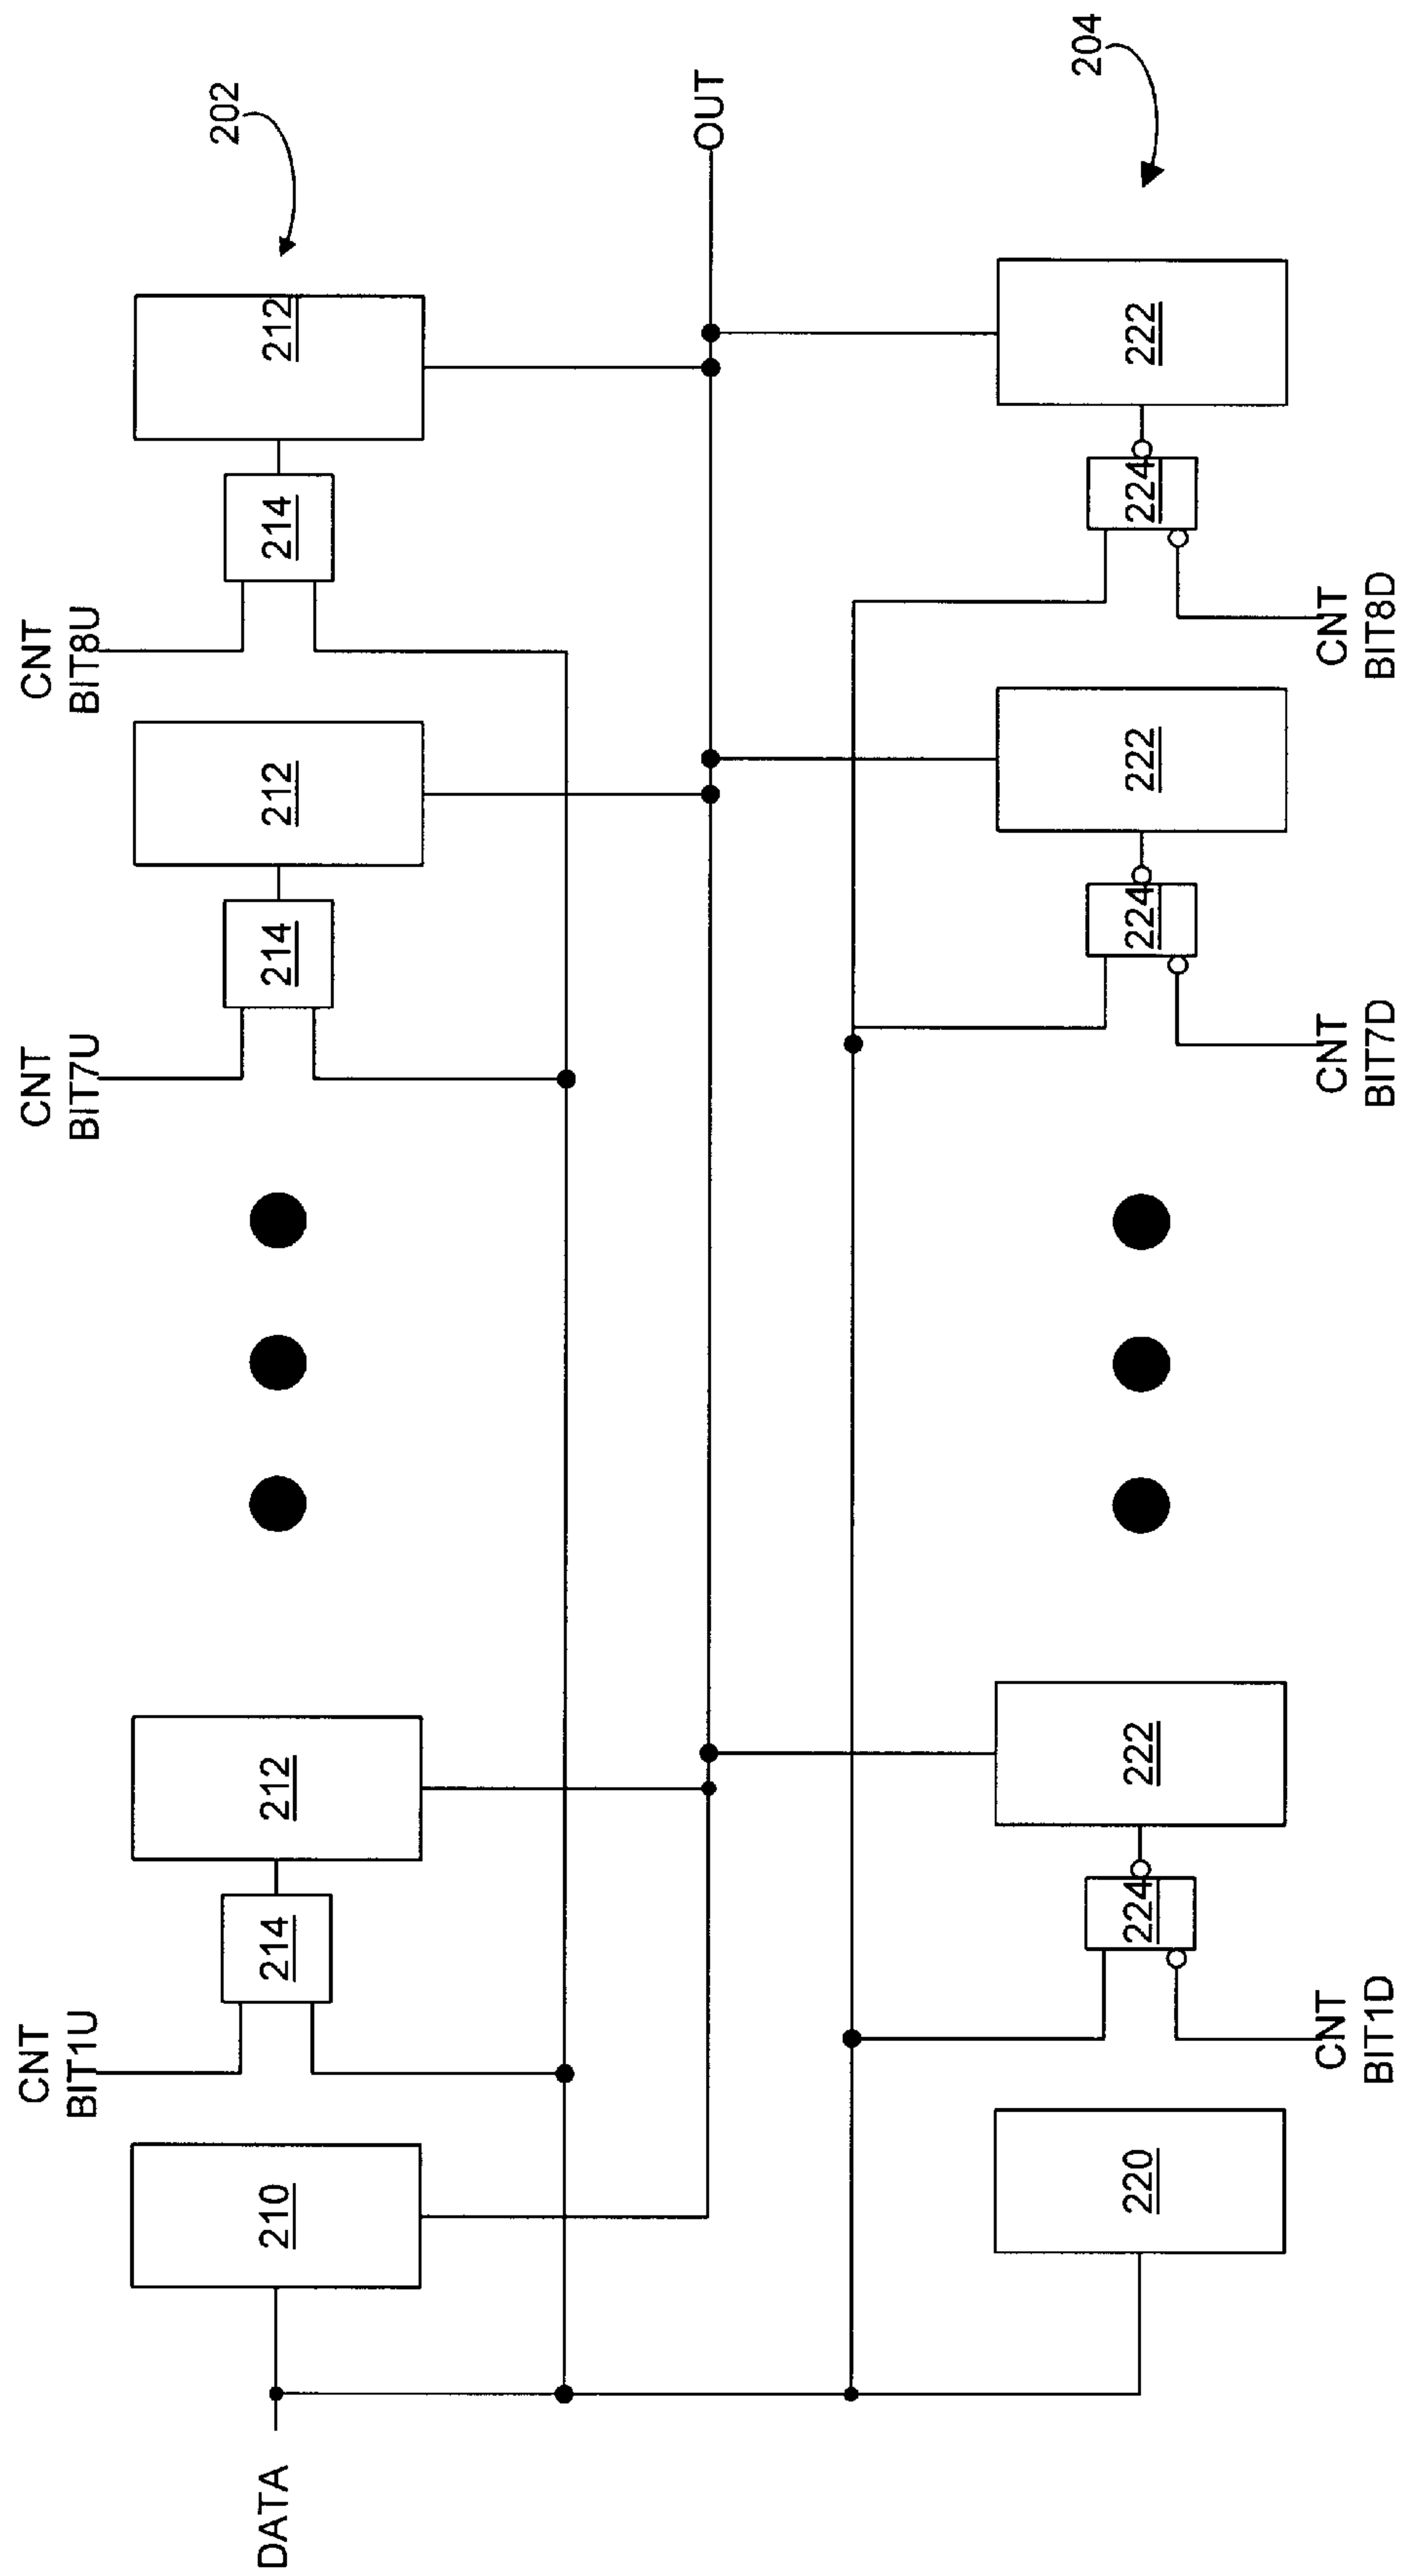 202
204
CNT
BIT1U
CNT
BIT7U
CNT
BIT8U
210
214
212
214
212
214
212
DATA
OUT
220
224
222
224
222
224
222
CNT
BIT1D
CNT
BIT7D
CNT
BIT8D